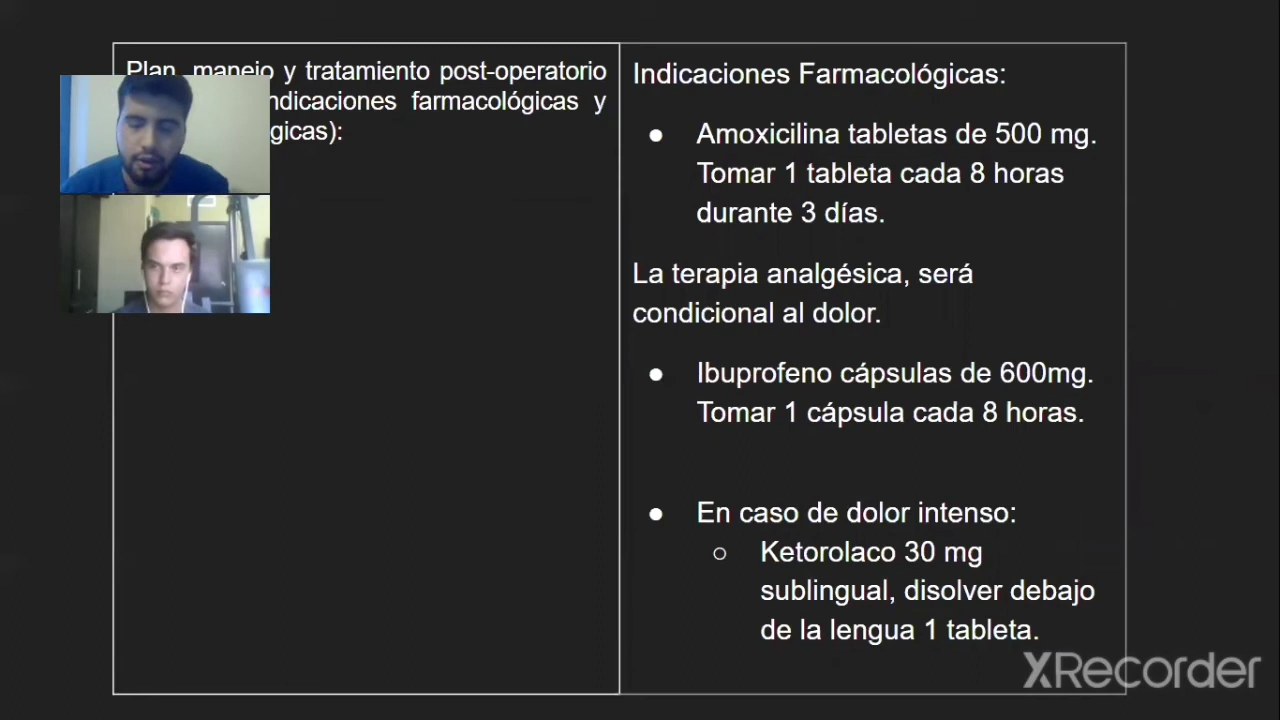 Plan, manejo y tratamiento post-operatorio
indicaciones farmacológicas y
gicas):
Indicaciones Farmacológicas:
● Amoxicilina tabletas de 500 mg.
Tomar 1 tableta cada 8 horas
durante 3 días.
La terapia analgésica, será
condicional al dolor.
● Ibuprofeno cápsulas de 600mg.
Tomar 1 cápsula cada 8 horas.
● En caso de dolor intenso:
○ Ketorolaco 30 mg
sublingual, disolver debajo
de la lengua 1 tableta.
XRecorder